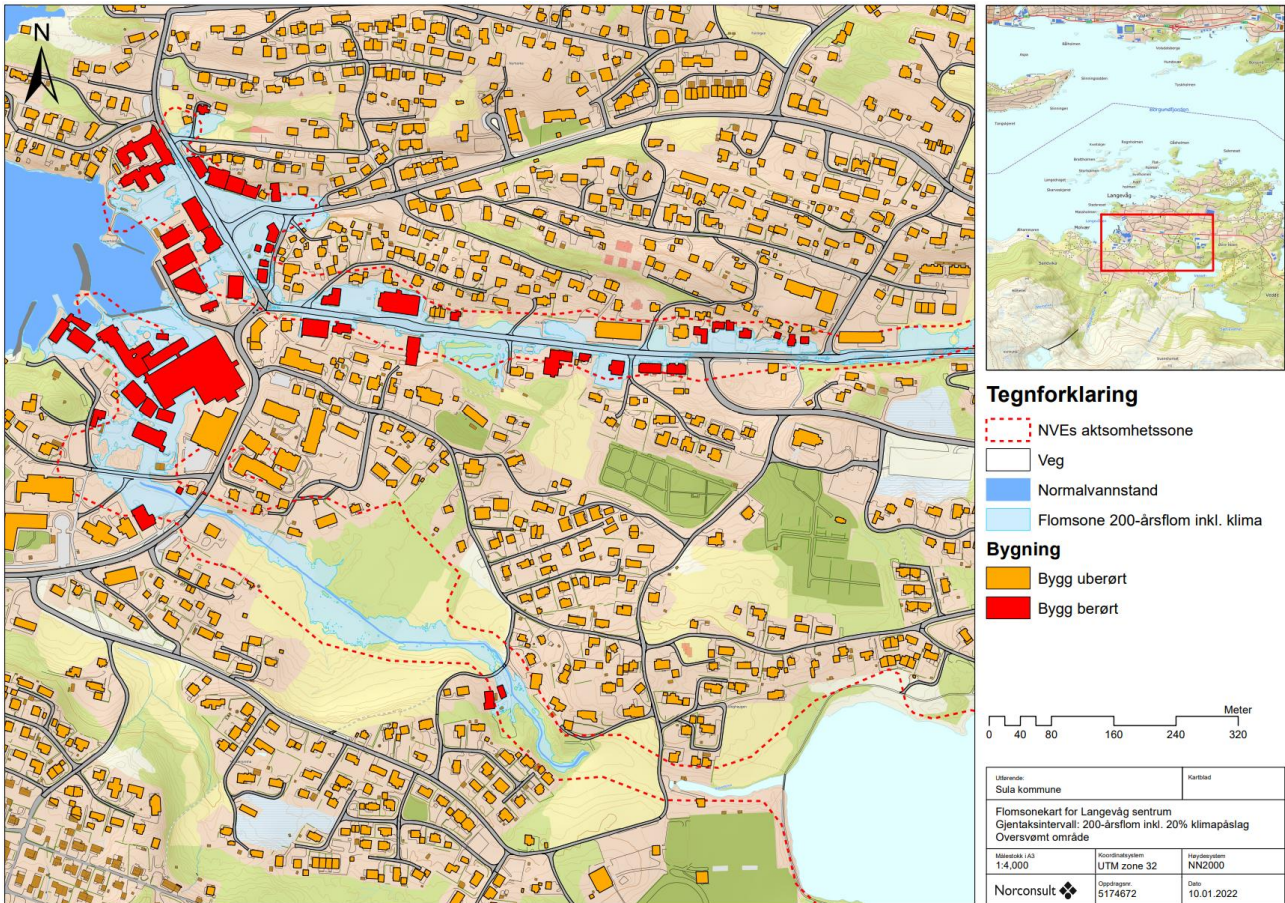 N
Borgundfjorden
Langevåg
Tegnforklaring
NVEs aktsomhetssone
Veg
Normalvannstand
Flomsone 200-årsflom inkl. klima
Bygning
Bygg uberørt
Bygg berørt
Meter
0 40 80 160 240 320
Utførende:
Sula kommune
Kartblad
Flomsonekart for Langevåg sentrum
Gjentaksintervall: 200-årsflom inkl. 20% klimapåslag
Oversvømt område
Målestokk i A3
1:4,000
Koordinatsystem
UTM zone 32
Høydesystem
NN2000
Norconsult
Oppdragsnr.
5174672
Dato
10.01.2022